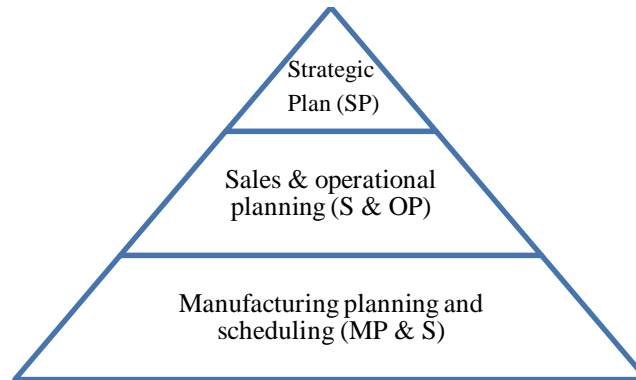 Strategic
Plan (SP)
Sales & operational
planning (S & OP)
Manufacturing planning and
scheduling (MP & S)